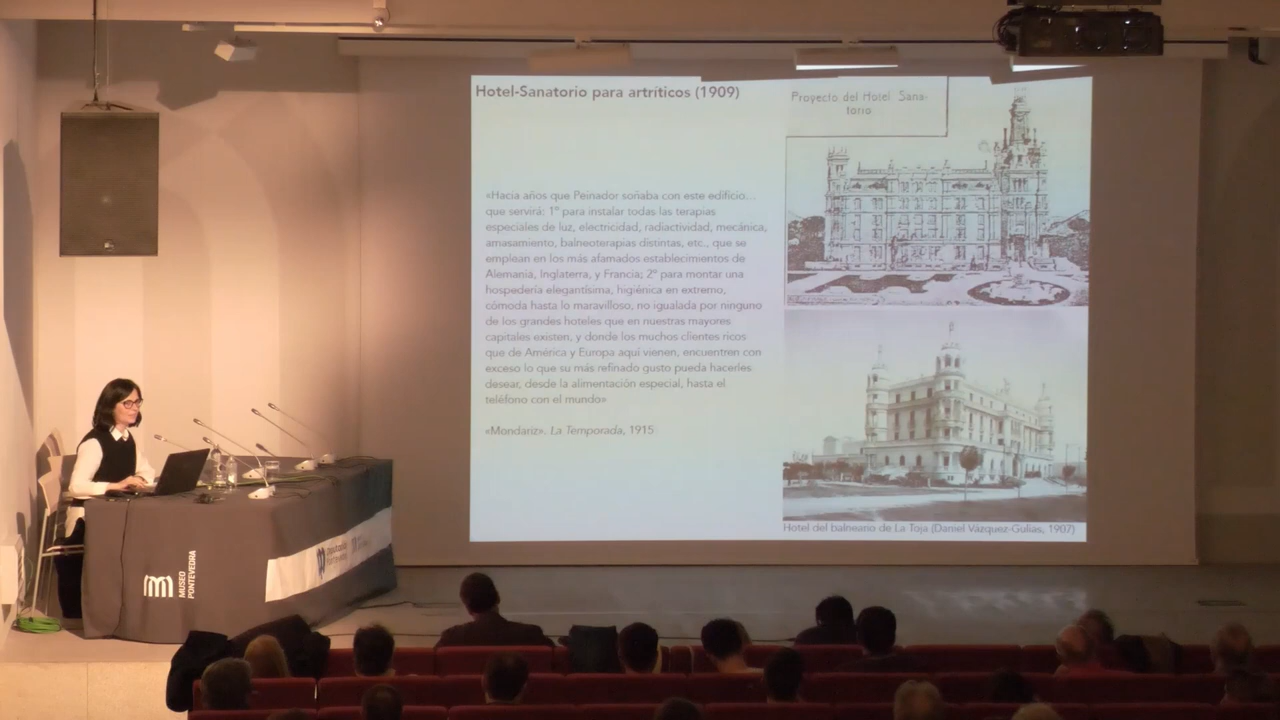 Hotel-Sanatorio para artríticos (1909)
Proyecto del Hotel Sana-
torio
«Hacía años que Peinador soñaba con este edificio...
que servirá: 1º para instalar todas las terapias
especiales de luz, electricidad, radiactividad, mecánica,
amasamiento, balneoterapias distintas, etc., que se
emplean en los más afamados establecimientos de
Alemania, Inglaterra, y Francia; 2º para montar una
hospedería elegantísima, higiénica en extremo,
cómoda hasta lo maravilloso, no igualada por ninguno
de los grandes hoteles que en nuestras mayores
capitales existen, y donde los muchos clientes ricos
que de América y Europa aquí vienen, encuentren con
exceso lo que su más refinado gusto pueda hacerles
desear, desde la alimentación especial, hasta el
teléfono con el mundo»
«Mondariz». La Temporada, 1915
Hotel del balneario de La Toja (Daniel Vázquez-Gulías, 1907)
MUSEO
PONTEVEDRA